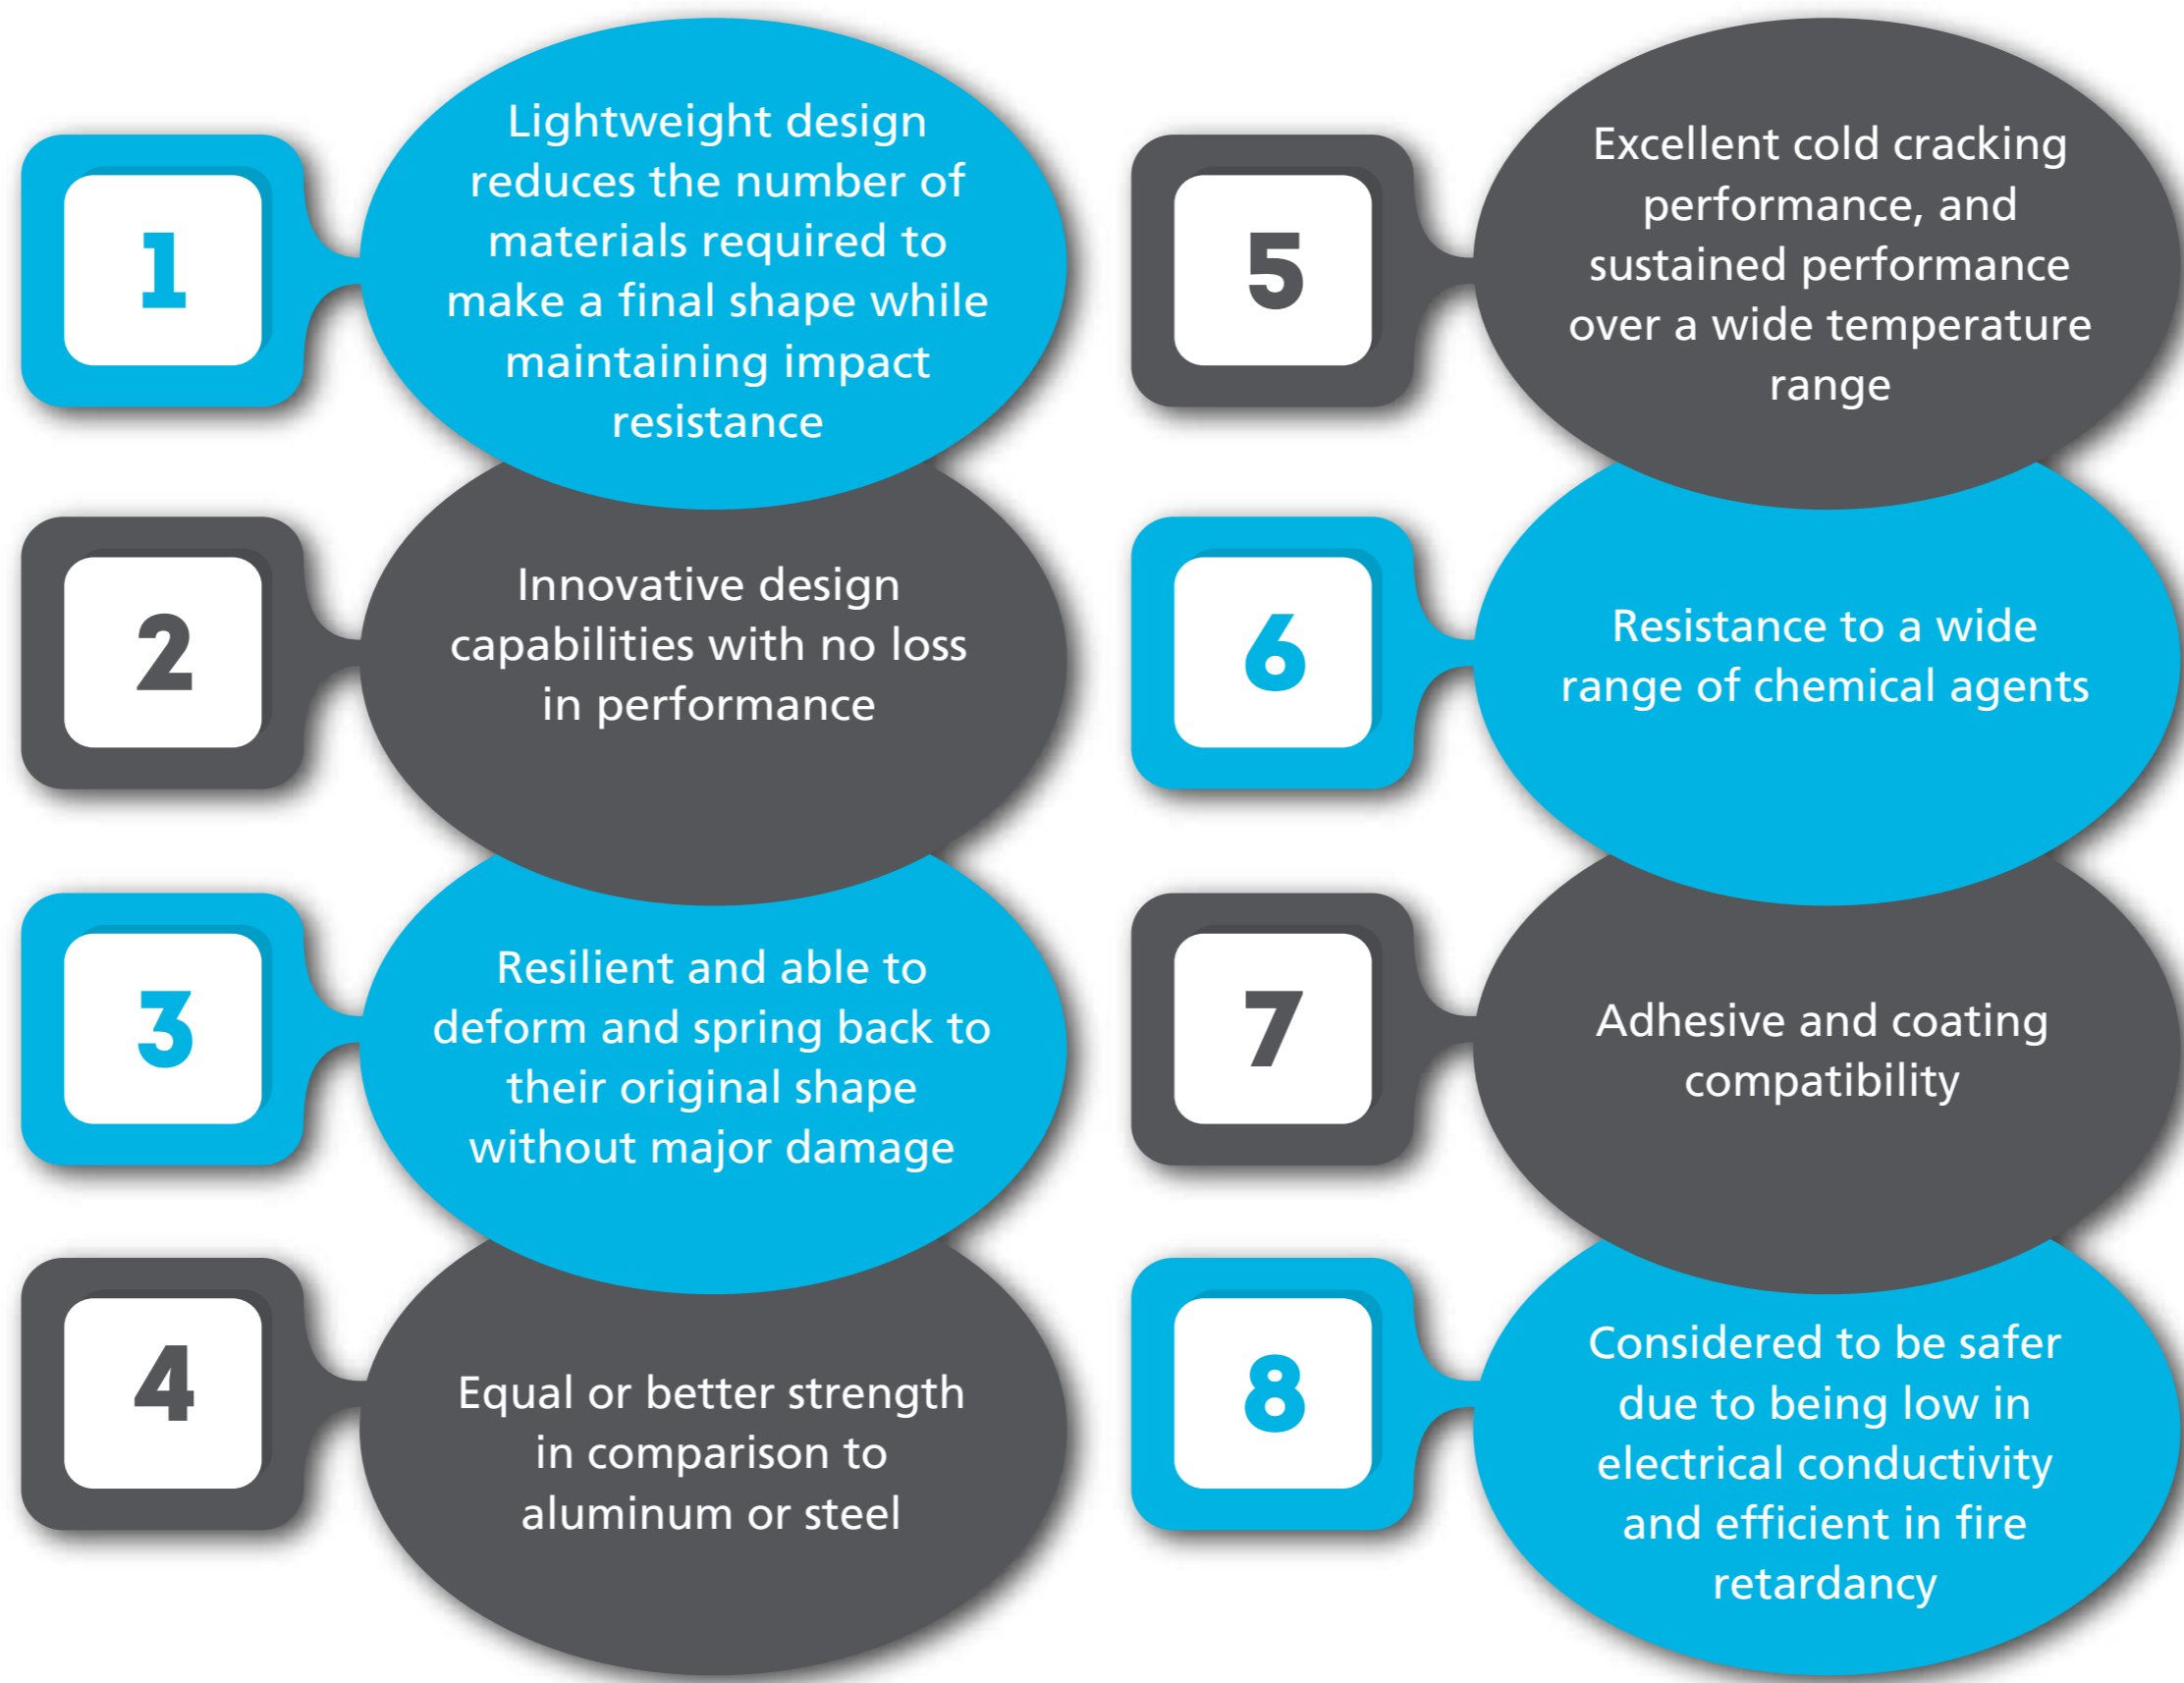 1
Lightweight design
reduces the number of
materials required to
make a final shape while
maintaining impact
resistance
2
Innovative design
capabilities with no loss
in performance
3
Resilient and able to
deform and spring back to
their original shape
without major damage
4
Equal or better strength
in comparison to
aluminum or steel
5
Excellent cold cracking
performance, and
sustained performance
over a wide temperature
range
6
Resistance to a wide
range of chemical agents
7
Adhesive and coating
compatibility
8
Considered to be safer
due to being low in
electrical conductivity
and efficient in fire
retardancy